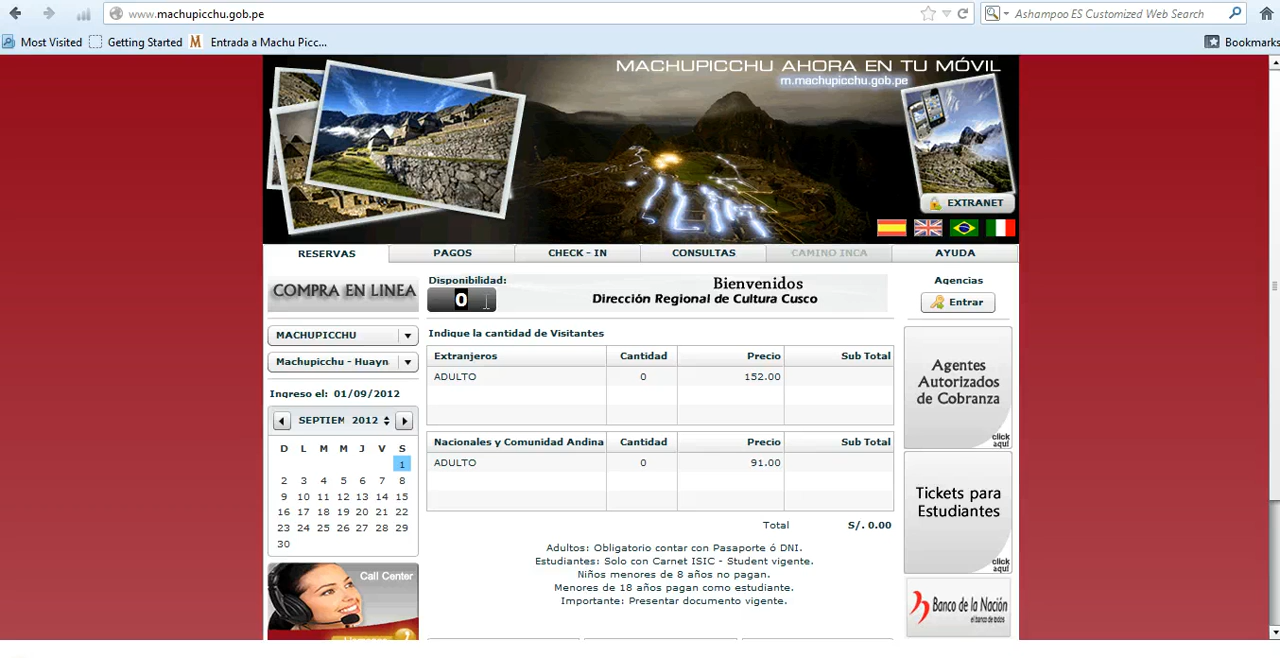 www.machupicchu.gob.pe
Ashampoo ES Customized Web Search
Most Visited
Getting Started
Entrada a Machu Picc...
Bookmarks
MACHUPICCHU AHORA EN TU MÓVIL
m.machupicchu.gob.pe
EXTRANET
RESERVAS
PAGOS
CHECK - IN
CONSULTAS
CAMINO INCA
AYUDA
COMPRA EN LINEA
Disponibilidad:
0
Bienvenidos
Dirección Regional de Cultura Cusco
Agencias
Entrar
MACHUPICCHU
Machupicchu - Huayn
Ingreso el: 01/09/2012
SEPTIEM 2012
D L M M J V S
1
2 3 4 5 6 7 8
9 10 11 12 13 14 15
16 17 18 19 20 21 22
23 24 25 26 27 28 29
30
Call Center
Indique la cantidad de Visitantes
Extranjeros Cantidad Precio Sub Total
ADULTO 0 152.00
Nacionales y Comunidad Andina Cantidad Precio Sub Total
ADULTO 0 91.00
Total S/. 0.00
Adultos: Obligatorio contar con Pasaporte ó DNI.
Estudiantes: Solo con Carnet ISIC - Student vigente.
Niños menores de 8 años no pagan.
Menores de 18 años pagan como estudiante.
Importante: Presentar documento vigente.
Agentes
Autorizados
de Cobranza
click
aquí
Tickets para
Estudiantes
click
aquí
Banco de la Nación
el banco de todos